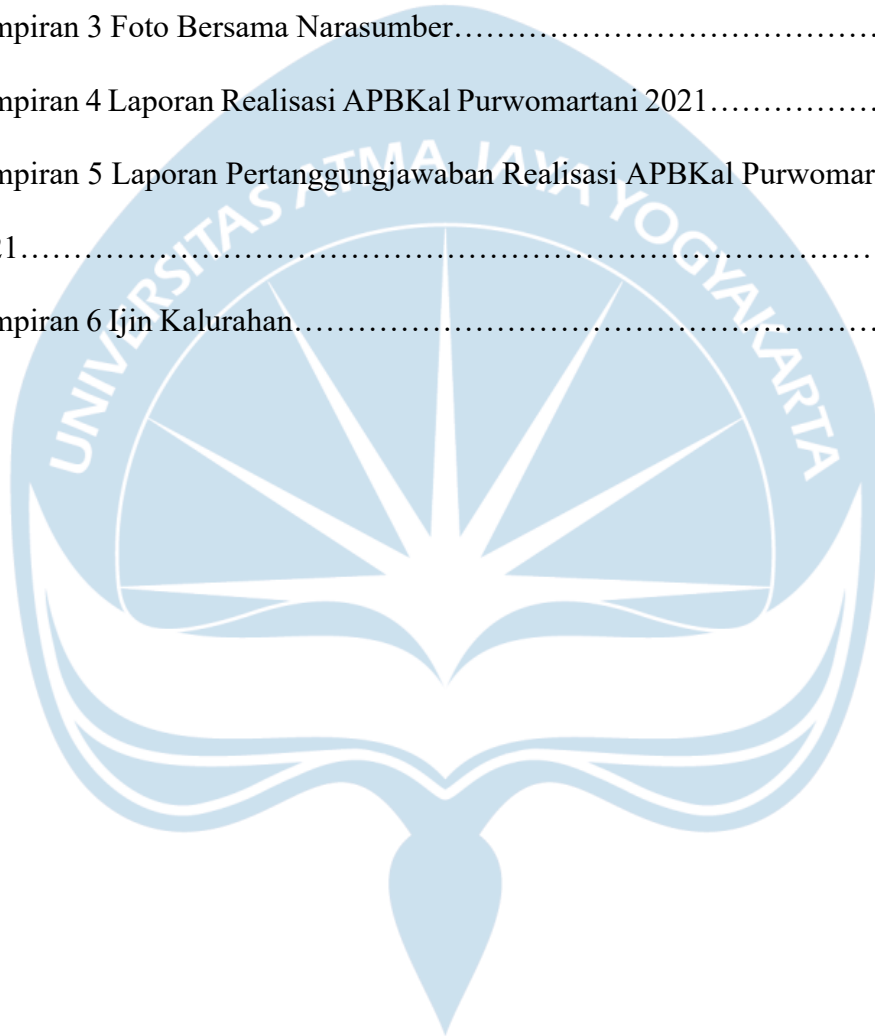 mpiran 3 Foto Bersama Narasumber……………………………………
mpiran 4 Laporan Realisasi APBKal Purwomartani 2021………………
mpiran 5 Laporan Pertanggungjawaban Realisasi APBKal Purwomar
21……………………………………………………………………………
mpiran 6 Ijin Kalurahan……………………………………………………
UNIVERSITAS ATMA JAYA YOGYAKARTA